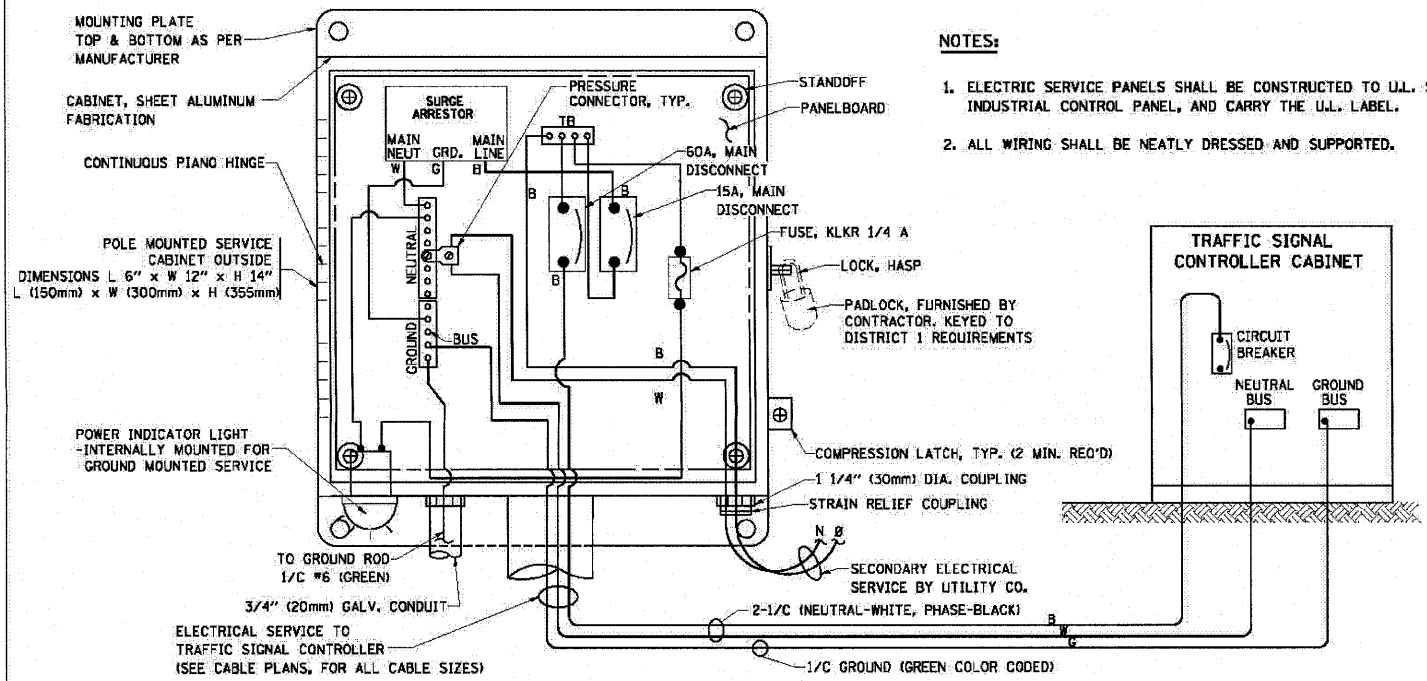 MOUNTING PLATE
TOP & BOTTOM AS PER
MANUFACTURER
CABINET, SHEET ALUMINUM
FABRICATION
CONTINUOUS PIANO HINGE
POLE MOUNTED SERVICE
CABINET OUTSIDE
DIMENSIONS L 6" x W 12" x H 14"
L (150mm) x W (300mm) x H (355mm)
POWER INDICATOR LIGHT
-INTERNALLY MOUNTED FOR
GROUND MOUNTED SERVICE
SURGE
ARRESTOR
MAIN
NEUT
GRD.
MAIN
LINE
W
G
B
PRESSURE
CONNECTOR, TYP.
TB
60A, MAIN
DISCONNECT
15A, MAIN
DISCONNECT
B
B
B
NEUTRAL
GROUND
BUS
B
W
STANDOFF
PANELBOARD
FUSE, KLKR 1/4 A
LOCK, HASP
PADLOCK, FURNISHED BY
CONTRACTOR. KEYED TO
DISTRICT 1 REQUIREMENTS
COMPRESSION LATCH, TYP. (2 MIN. REQ'D)
1 1/4" (30mm) DIA. COUPLING
STRAIN RELIEF COUPLING
N Ø
SECONDARY ELECTRICAL
SERVICE BY UTILITY CO.
TO GROUND ROD
1/C #6 (GREEN)
3/4" (20mm) GALV. CONDUIT
ELECTRICAL SERVICE TO
TRAFFIC SIGNAL CONTROLLER
(SEE CABLE PLANS, FOR ALL CABLE SIZES)
2-1/C (NEUTRAL-WHITE, PHASE-BLACK)
1/C GROUND (GREEN COLOR CODED)
B
W
G
NOTES:
1. ELECTRIC SERVICE PANELS SHALL BE CONSTRUCTED TO U.L.
INDUSTRIAL CONTROL PANEL, AND CARRY THE U.L. LABEL.
2. ALL WIRING SHALL BE NEATLY DRESSED AND SUPPORTED.
TRAFFIC SIGNAL
CONTROLLER CABINET
CIRCUIT
BREAKER
NEUTRAL
BUS
GROUND
BUS